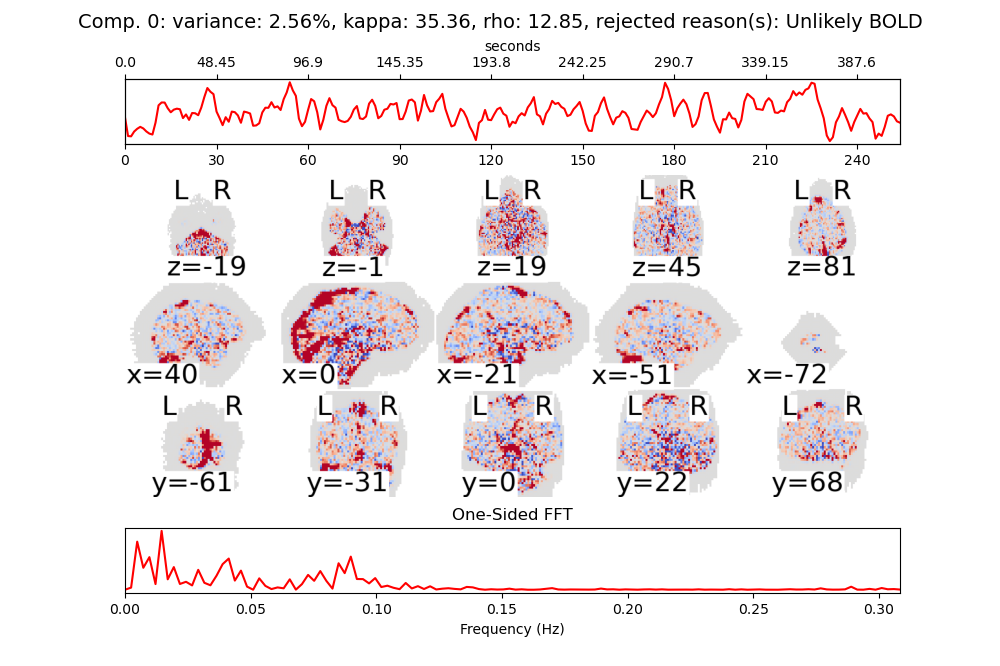 Comp. 0: variance: 2.56%, kappa: 35.36, rho: 12.85, rejected reason(s): Unlikely BOLD
seconds
0.0 48.45 96.9 145.35 193.8 242.25 290.7 339.15 387.6
0 30 60 90 120 150 180 210 240
L R L R L R L R L R
z=-19 z=-1 z=19 z=45 z=81
x=40 x=0 x=-21 x=-51 x=-72
L R L R L R L R L R
y=-61 y=-31 y=0 y=22 y=68
One-Sided FFT
0.00 0.05 0.10 0.15 0.20 0.25 0.30
Frequency (Hz)